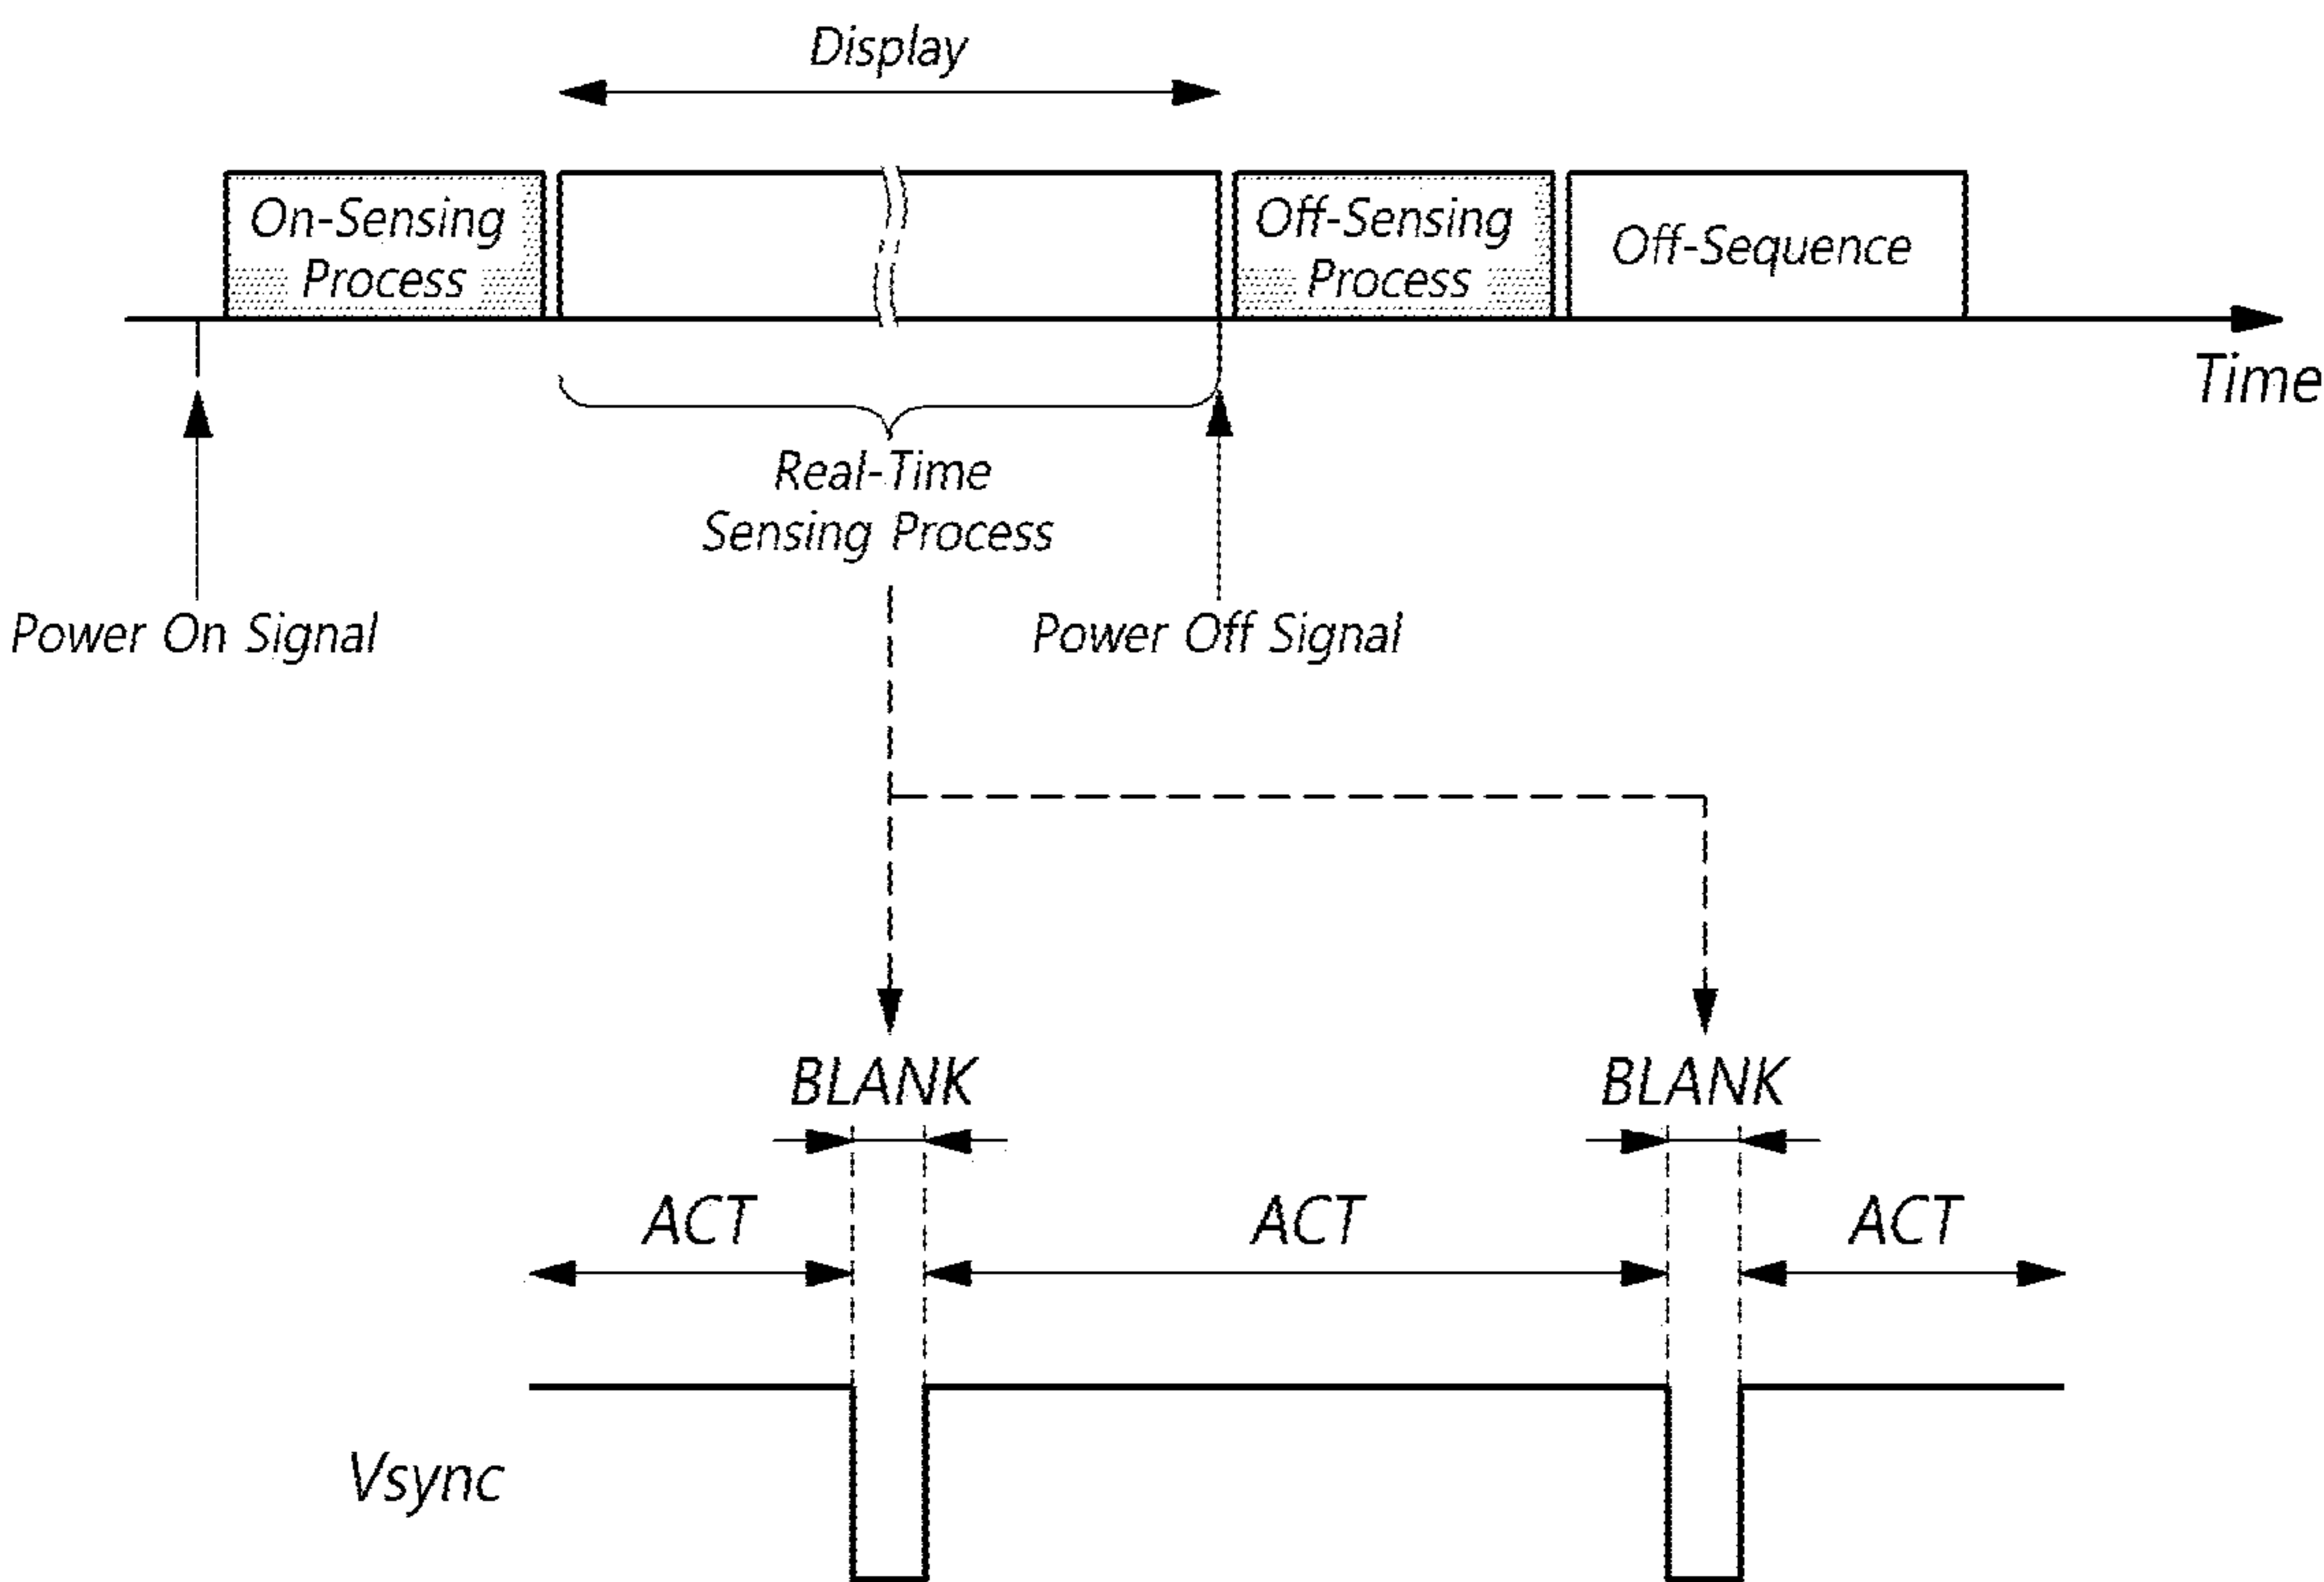 Display
On-Sensing
Process
Off-Sensing
Process
Off-Sequence
Time
Real-Time
Sensing Process
Power On Signal
Power Off Signal
BLANK
BLANK
ACT
ACT
ACT
Vsync